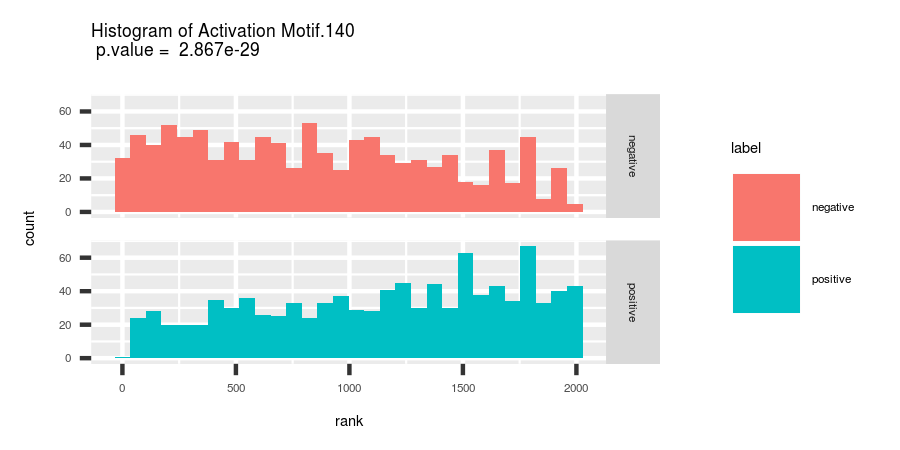 Histogram of Activation Motif.140
p.value = 2.867e-29
count
60
40
20
0
negative
60
40
20
0
positive
0 500 1000 1500 2000
rank
label
negative
positive